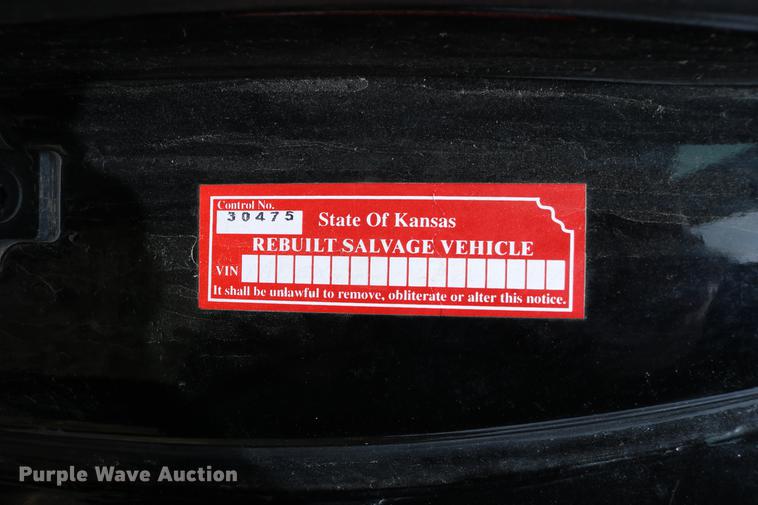 Control No.
30475
State Of Kansas
REBUILT SALVAGE VEHICLE
VIN
It shall be unlawful to remove, obliterate or alter this notice.
Purple Wave Auction